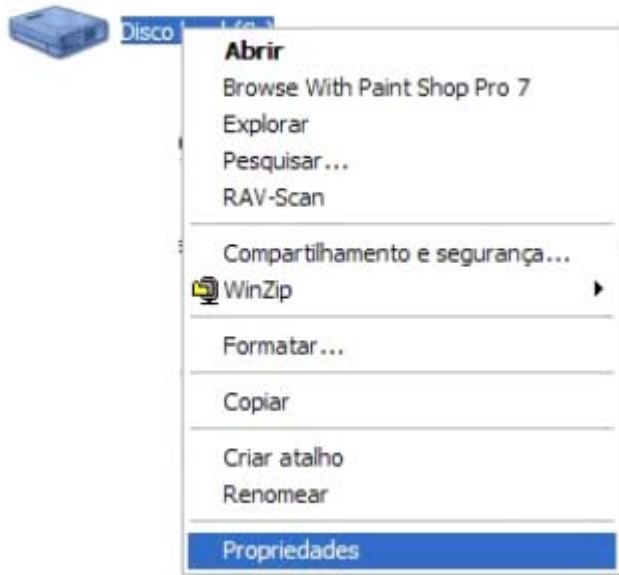 Disco
Abrir
Browse With Paint Shop Pro 7
Explorar
Pesquisar...
RAV-Scan
Compartilhamento e segurança...
WinZip
Formatar...
Copiar
Criar atalho
Renomear
Propriedades